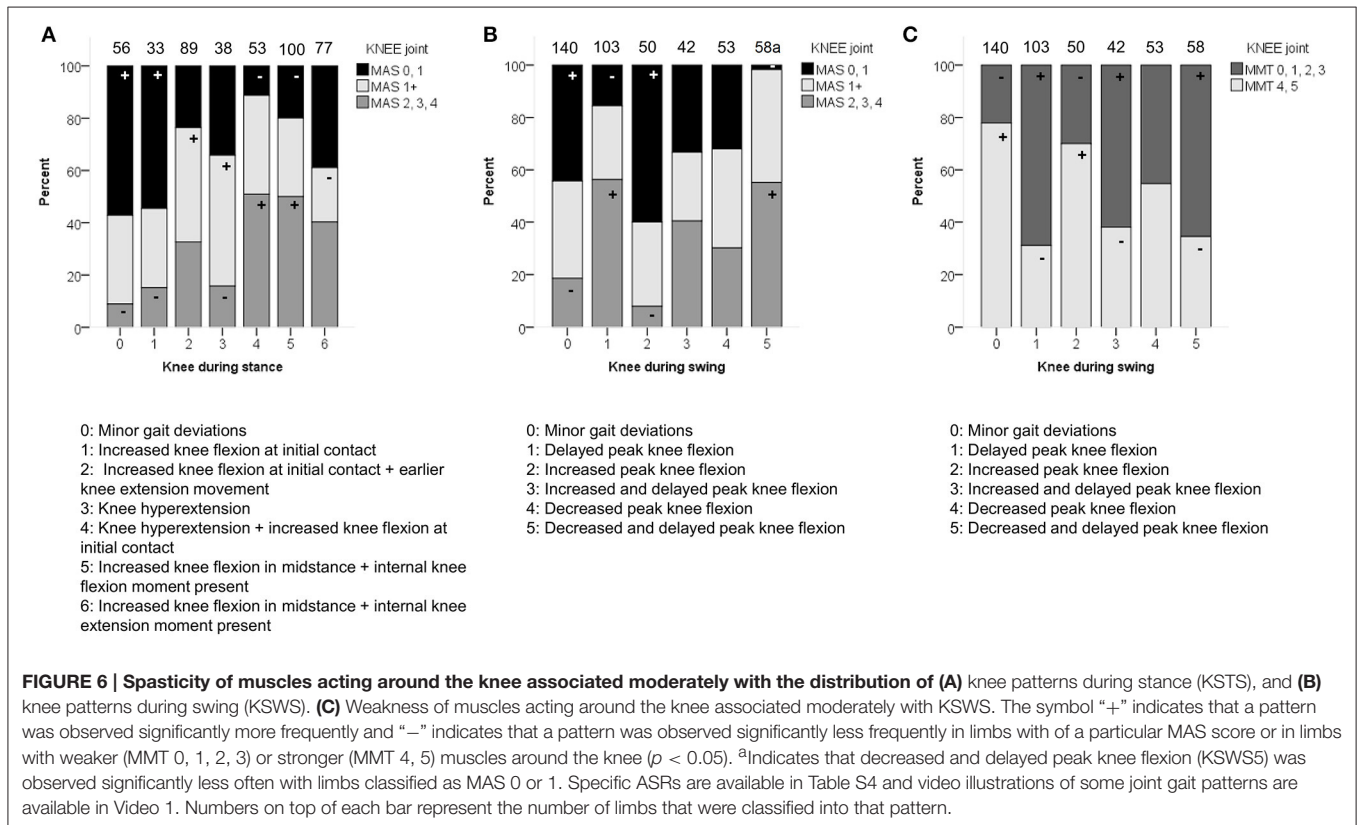 A
56 33 89 38 53 100 77
KNEE joint
MAS 0, 1
MAS 1+
MAS 2, 3, 4
100
80
60
40
20
0
Percent
+ + - -
+ +
-
+ +
- - -
0 1 2 3 4 5 6
Knee during stance
0: Minor gait deviations
1: Increased knee flexion at initial contact
2: Increased knee flexion at initial contact + earlier
knee extension movement
3: Knee hyperextension
4: Knee hyperextension + increased knee flexion at
initial contact
5: Increased knee flexion in midstance + internal knee
flexion moment present
6: Increased knee flexion in midstance + internal knee
extension moment present
B
140 103 50 42 53 58a
KNEE joint
MAS 0, 1
MAS 1+
MAS 2, 3, 4
100
80
60
40
20
0
Percent
+ - + -
+ +
- -
0 1 2 3 4 5
Knee during swing
0: Minor gait deviations
1: Delayed peak knee flexion
2: Increased peak knee flexion
3: Increased and delayed peak knee flexion
4: Decreased peak knee flexion
5: Decreased and delayed peak knee flexion
C
140 103 50 42 53 58
KNEE joint
MMT 0, 1, 2, 3
MMT 4, 5
100
80
60
40
20
0
Percent
- + - + +
+ +
- - -
0 1 2 3 4 5
Knee during swing
0: Minor gait deviations
1: Delayed peak knee flexion
2: Increased peak knee flexion
3: Increased and delayed peak knee flexion
4: Decreased peak knee flexion
5: Decreased and delayed peak knee flexion
FIGURE 6 | Spasticity of muscles acting around the knee associated moderately with the distribution of (A) knee patterns during stance (KSTS), and (B)
knee patterns during swing (KSWS). (C) Weakness of muscles acting around the knee associated moderately with KSWS. The symbol “+” indicates that a pattern
was observed significantly more frequently and “−” indicates that a pattern was observed significantly less frequently in limbs with of a particular MAS score or in limbs
with weaker (MMT 0, 1, 2, 3) or stronger (MMT 4, 5) muscles around the knee (p < 0.05). aIndicates that decreased and delayed peak knee flexion (KSWS5) was
observed significantly less often with limbs classified as MAS 0 or 1. Specific ASRs are available in Table S4 and video illustrations of some joint gait patterns are
available in Video 1. Numbers on top of each bar represent the number of limbs that were classified into that pattern.